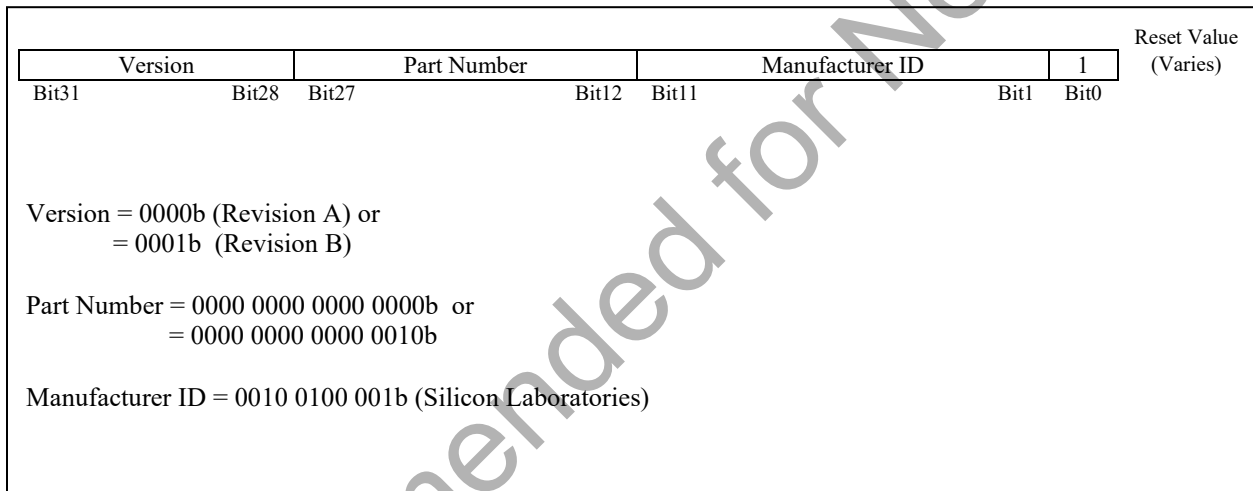 Reset Value
Version Part Number Manufacturer ID 1 (Varies)
Bit31 Bit28 Bit27 Bit12 Bit11 Bit1 Bit0
Version = 0000b (Revision A) or
= 0001b (Revision B)
Part Number = 0000 0000 0000 0000b or
= 0000 0000 0000 0010b
Manufacturer ID = 0010 0100 001b (Silicon Laboratories)
mended for N